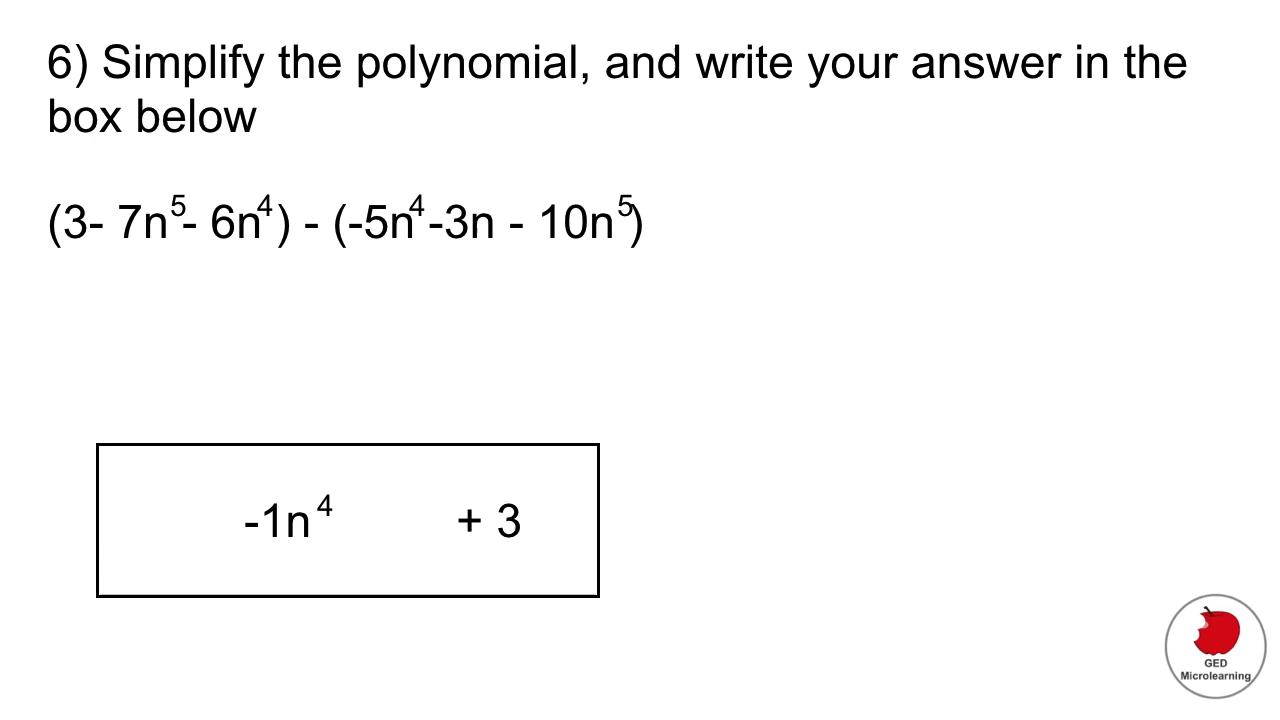 6) Simplify the polynomial, and write your answer in the
box below
(3- 7n⁵- 6n⁴) - (-5n⁴-3n - 10n⁵)
-1n⁴ + 3
GED
Microlearning